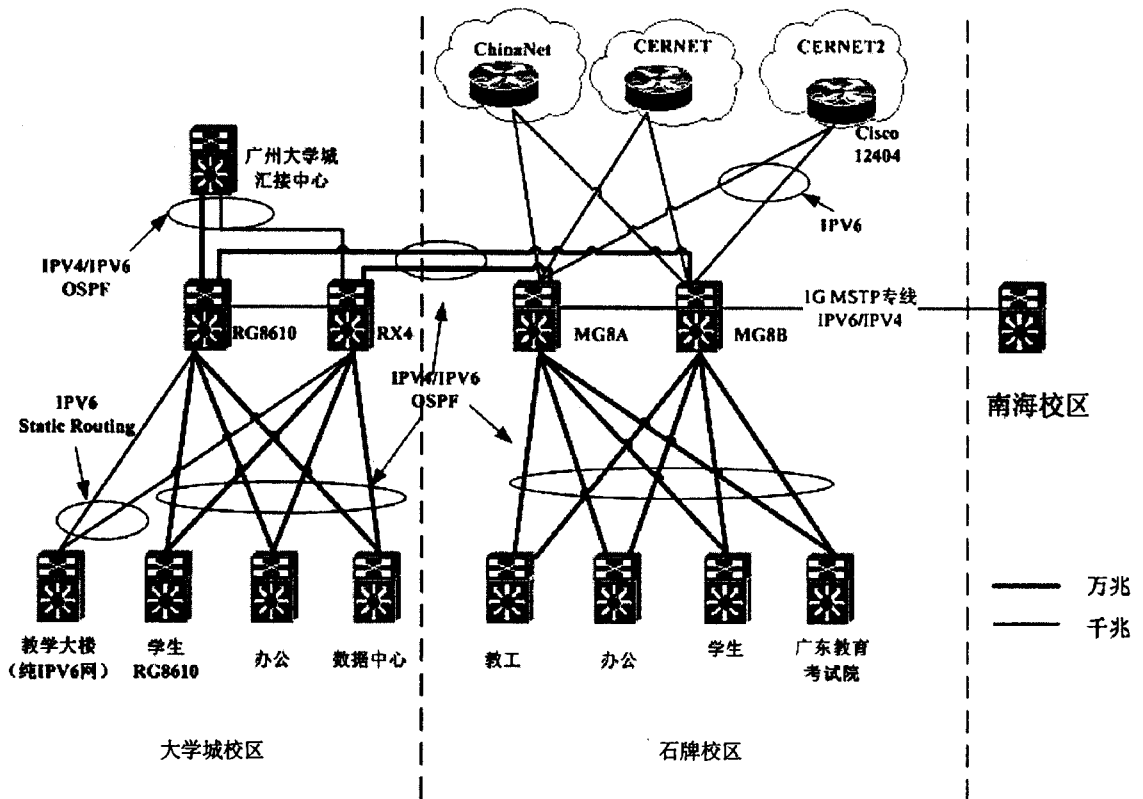 ChinaNet
CERNET
CERNET2
Cisco
12404
广州大学城
汇接中心
IPV6
IPV4/IPV6
OSPF
RG8610
RX4
MG8A
MG8B
1G MSTP专线
IPV6/IPV4
IPV4/IPV6
OSPF
南海校区
IPV6
Static Routing
万兆
千兆
教学大楼
(纯IPV6网)
学生
RG8610
办公
数据中心
教工
办公
学生
广东教育
考试院
大学城校区
石牌校区